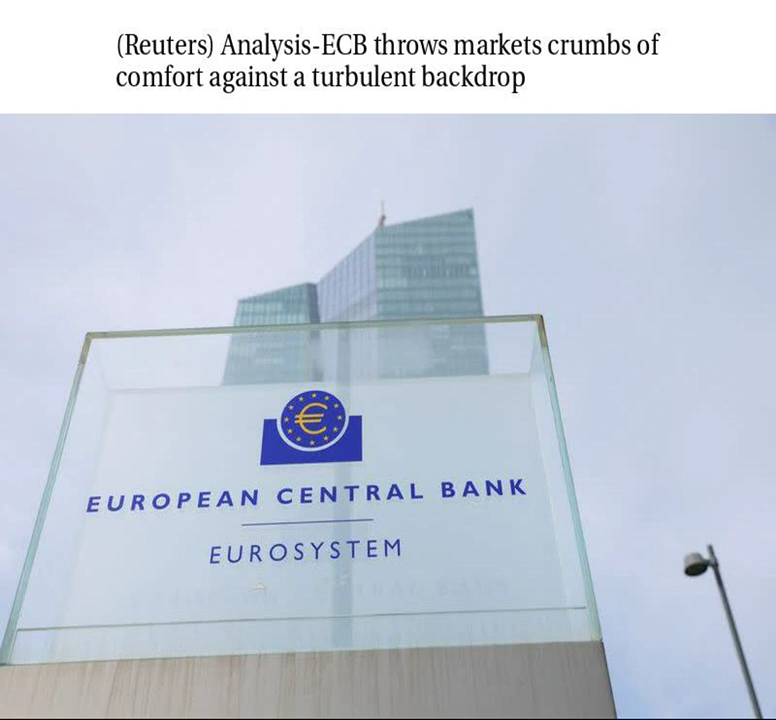 (Reuters) Analysis-ECB throws markets crumbs of
comfort against a turbulent backdrop
€
EUROPEAN CENTRAL BANK
EUROSYSTEM